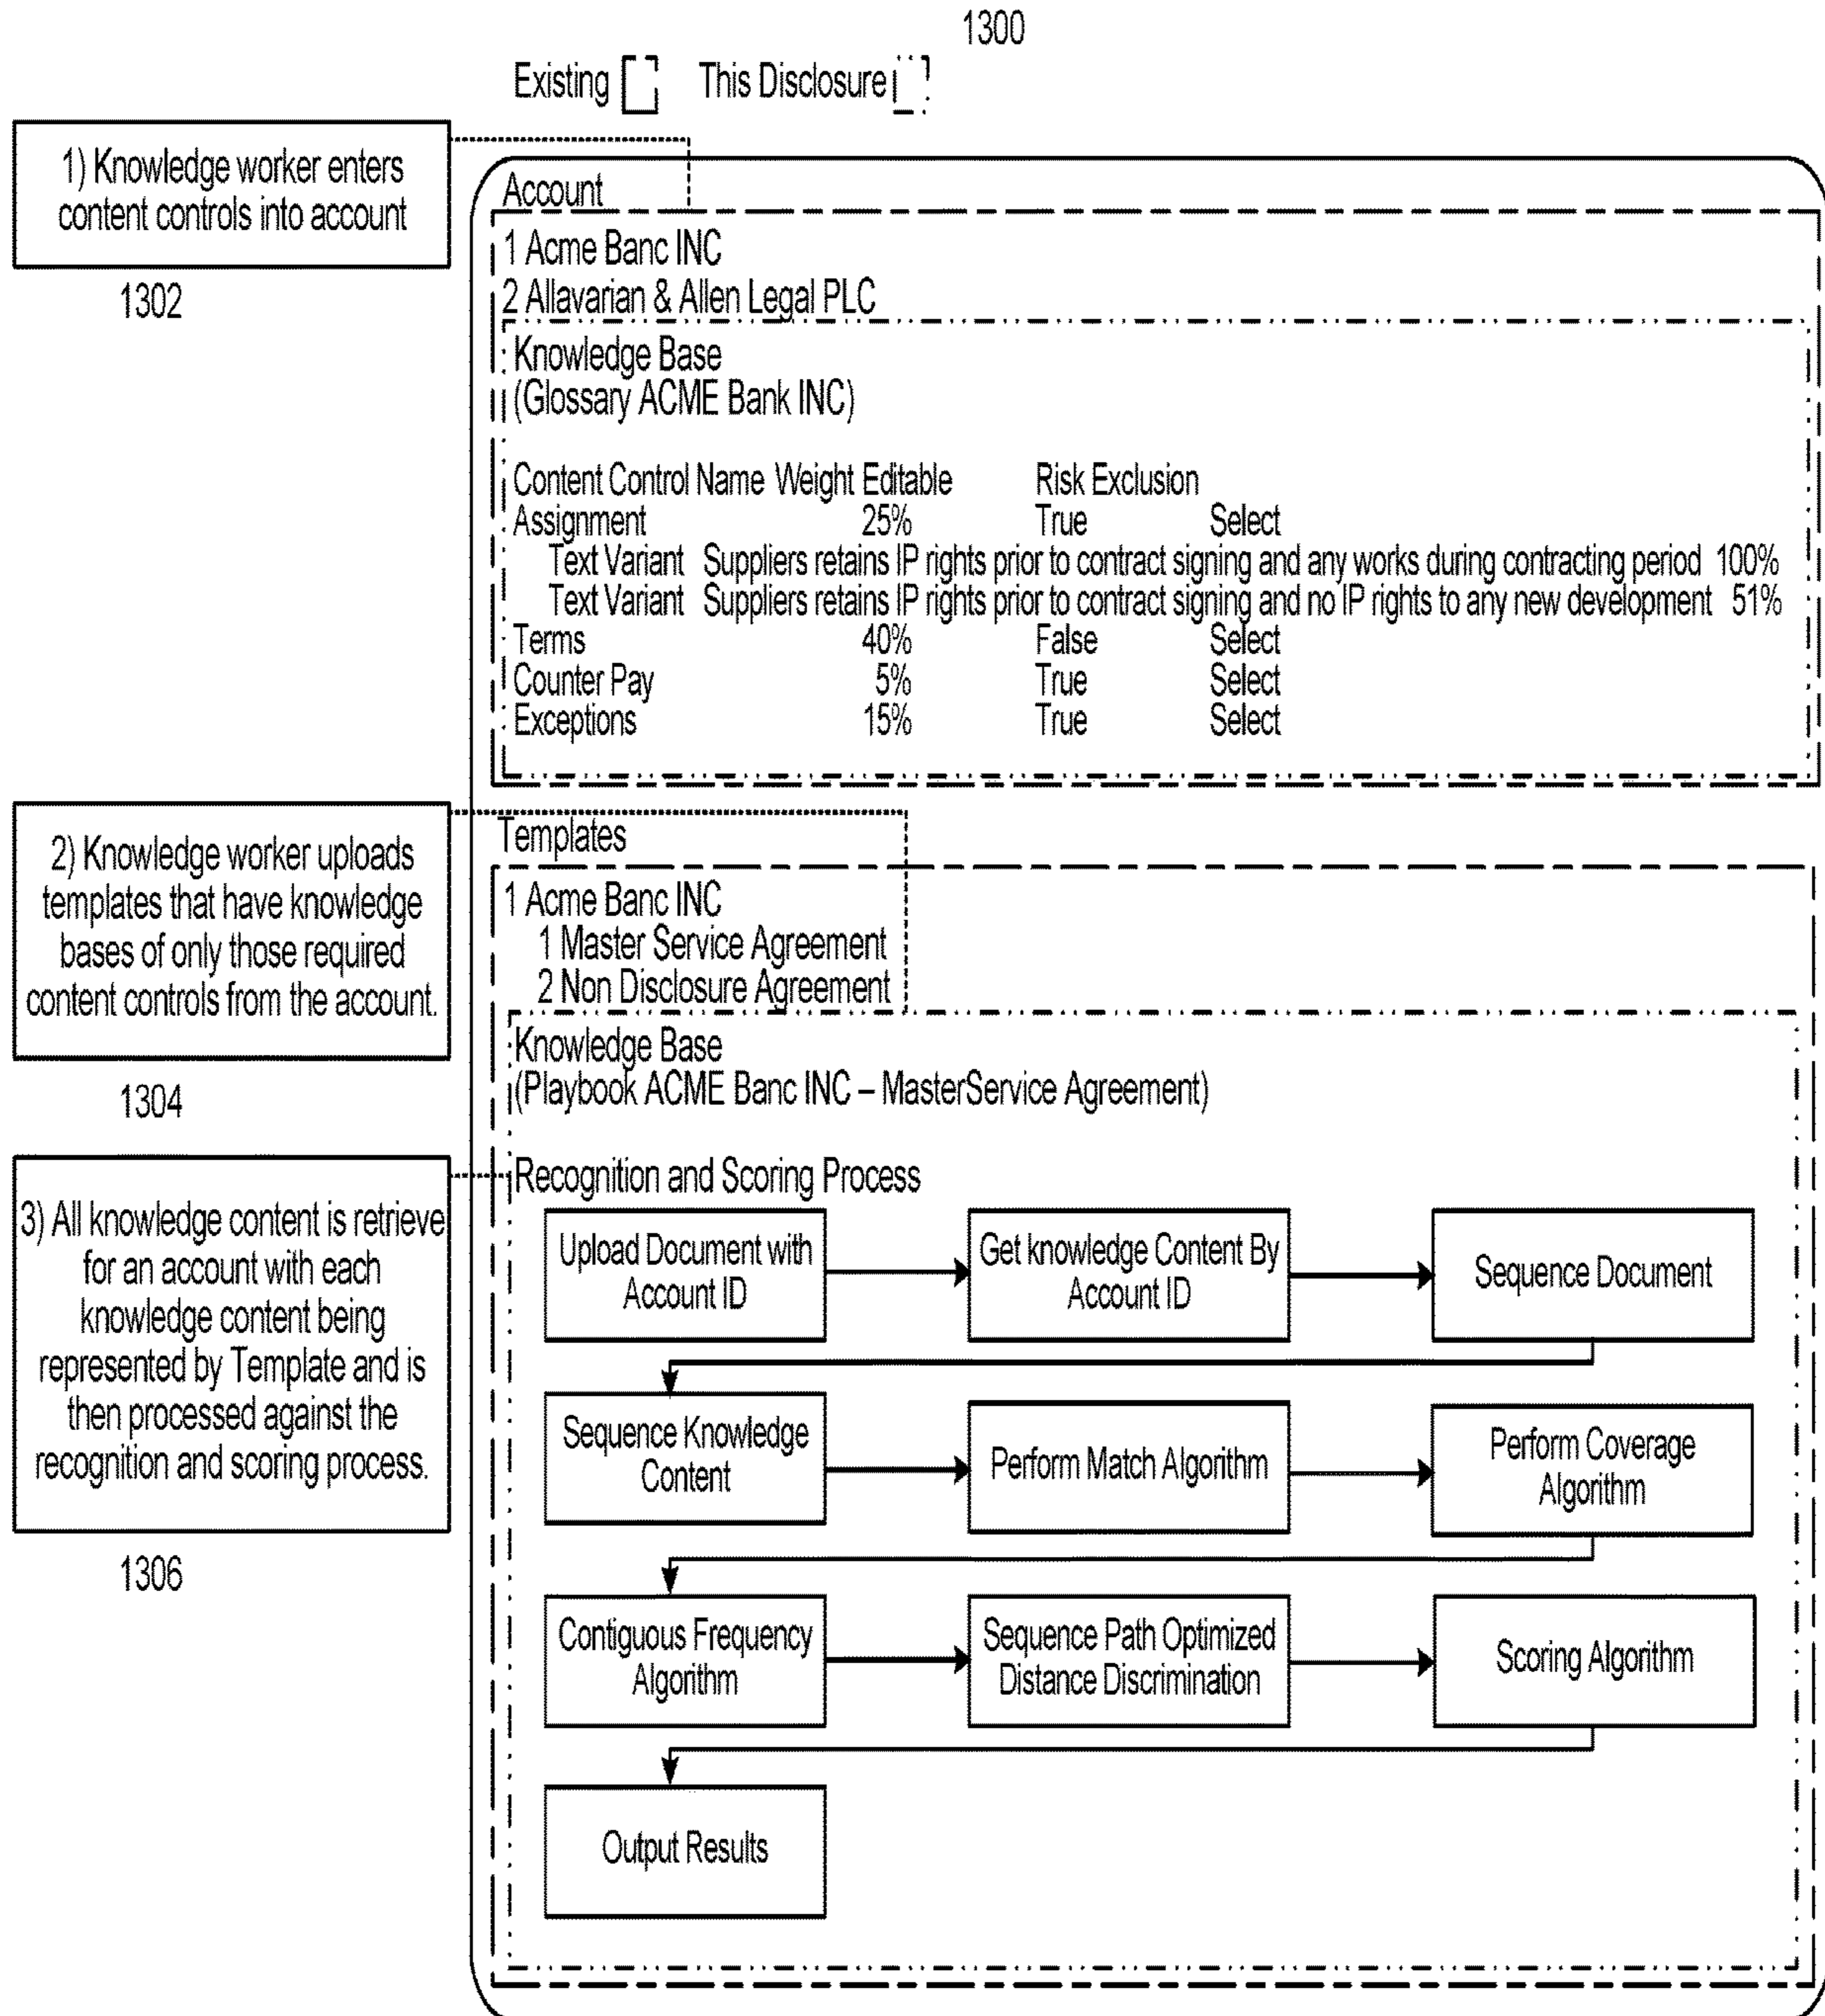 1300
Existing This Disclosure
1) Knowledge worker enters
content controls into account
1302
Account
1 Acme Banc INC
2 Allavarian & Allen Legal PLC
Knowledge Base
(Glossary ACME Bank INC)
Content Control Name Weight Editable Risk Exclusion
Assignment 25% True Select
Text Variant Suppliers retains IP rights prior to contract signing and any works during contracting period 100%
Text Variant Suppliers retains IP rights prior to contract signing and no IP rights to any new development 51%
Terms 40% False Select
Counter Pay 5% True Select
Exceptions 15% True Select
2) Knowledge worker uploads
templates that have knowledge
bases of only those required
content controls from the account.
1304
Templates
1 Acme Banc INC
1 Master Service Agreement
2 Non Disclosure Agreement
Knowledge Base
(Playbook ACME Banc INC – MasterService Agreement)
3) All knowledge content is retrieve
for an account with each
knowledge content being
represented by Template and is
then processed against the
recognition and scoring process.
1306
Recognition and Scoring Process
Upload Document with
Account ID
Get knowledge Content By
Account ID
Sequence Document
Sequence Knowledge
Content
Perform Match Algorithm
Perform Coverage
Algorithm
Contiguous Frequency
Algorithm
Sequence Path Optimized
Distance Discrimination
Scoring Algorithm
Output Results